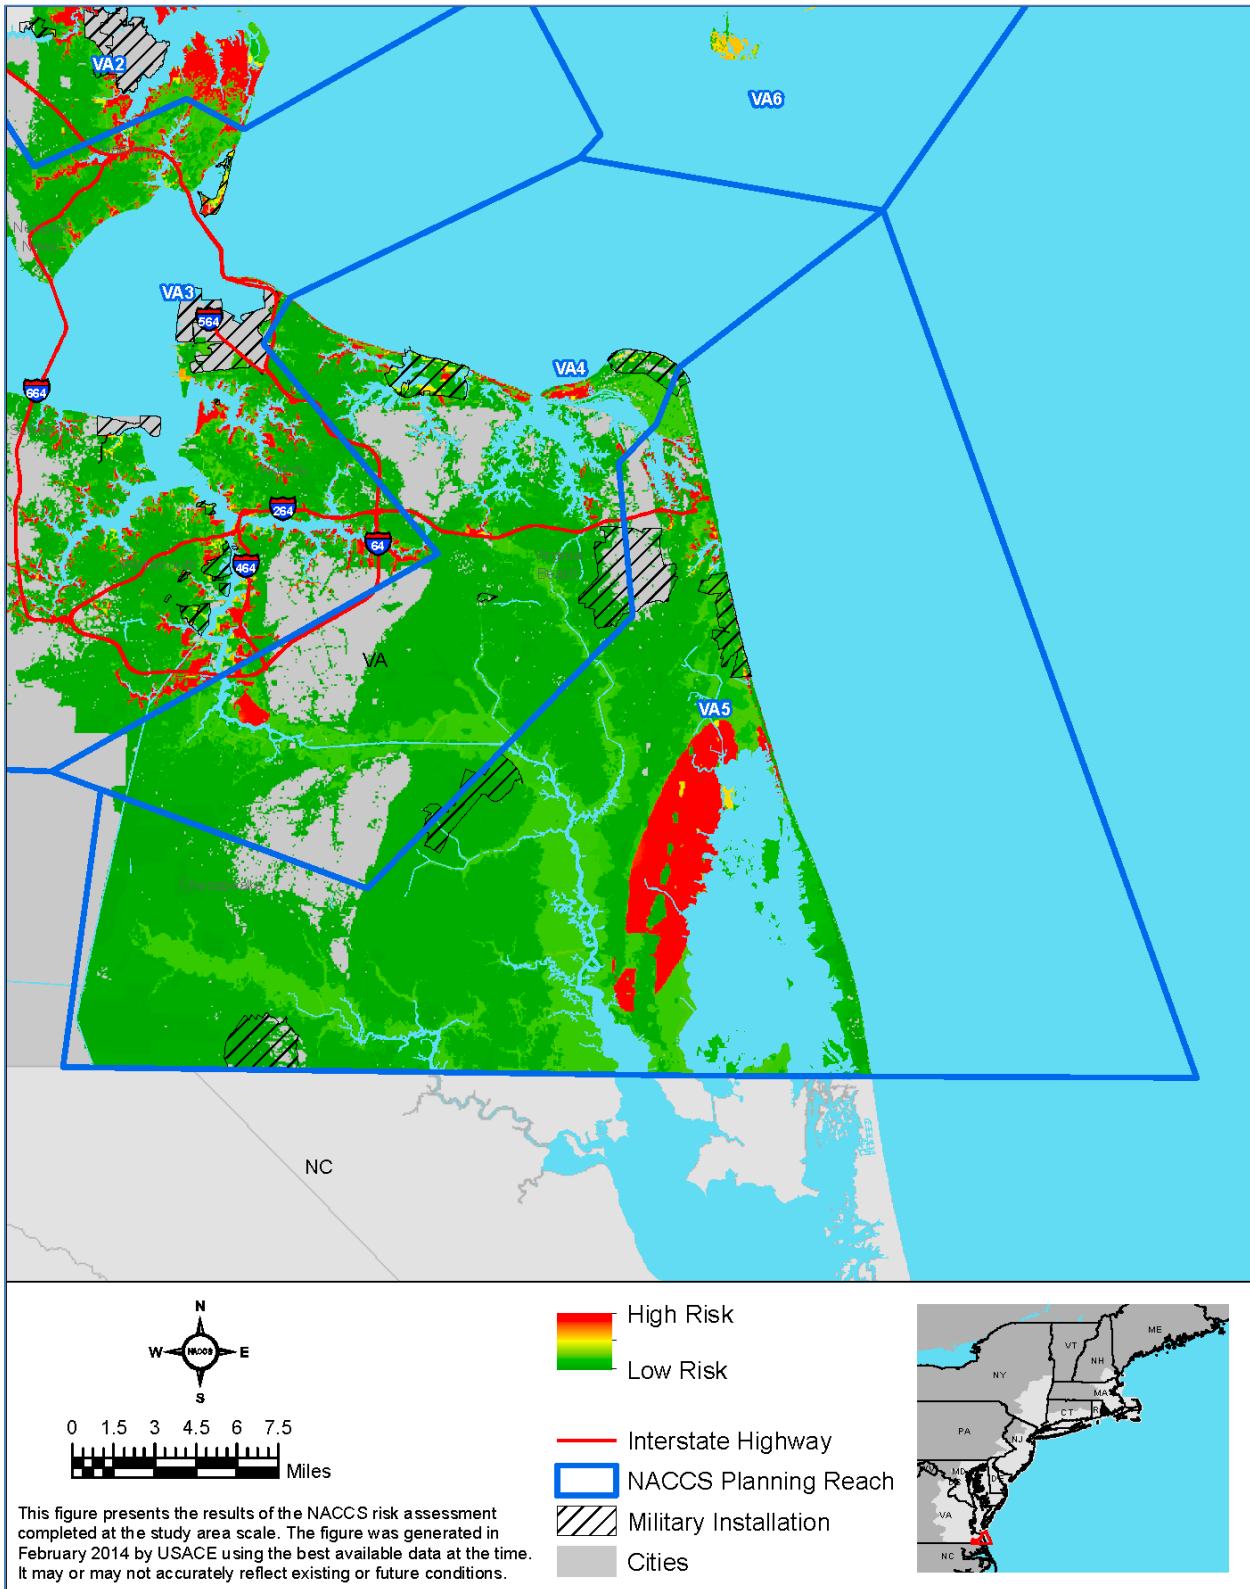 VA2
VA6
VA3
564
VA4
664
264
64
464
VA
VA5
NC
N
W NACCS E
S
0 1.5 3 4.5 6 7.5
Miles
This figure presents the results of the NACCS risk assessment
completed at the study area scale. The figure was generated in
February 2014 by USACE using the best available data at the time.
It may or may not accurately reflect existing or future conditions.
High Risk
Low Risk
Interstate Highway
NACCS Planning Reach
Military Installation
Cities
ME
VT
NH
NY
MA
CT
PA
NJ
MD
VA
NC